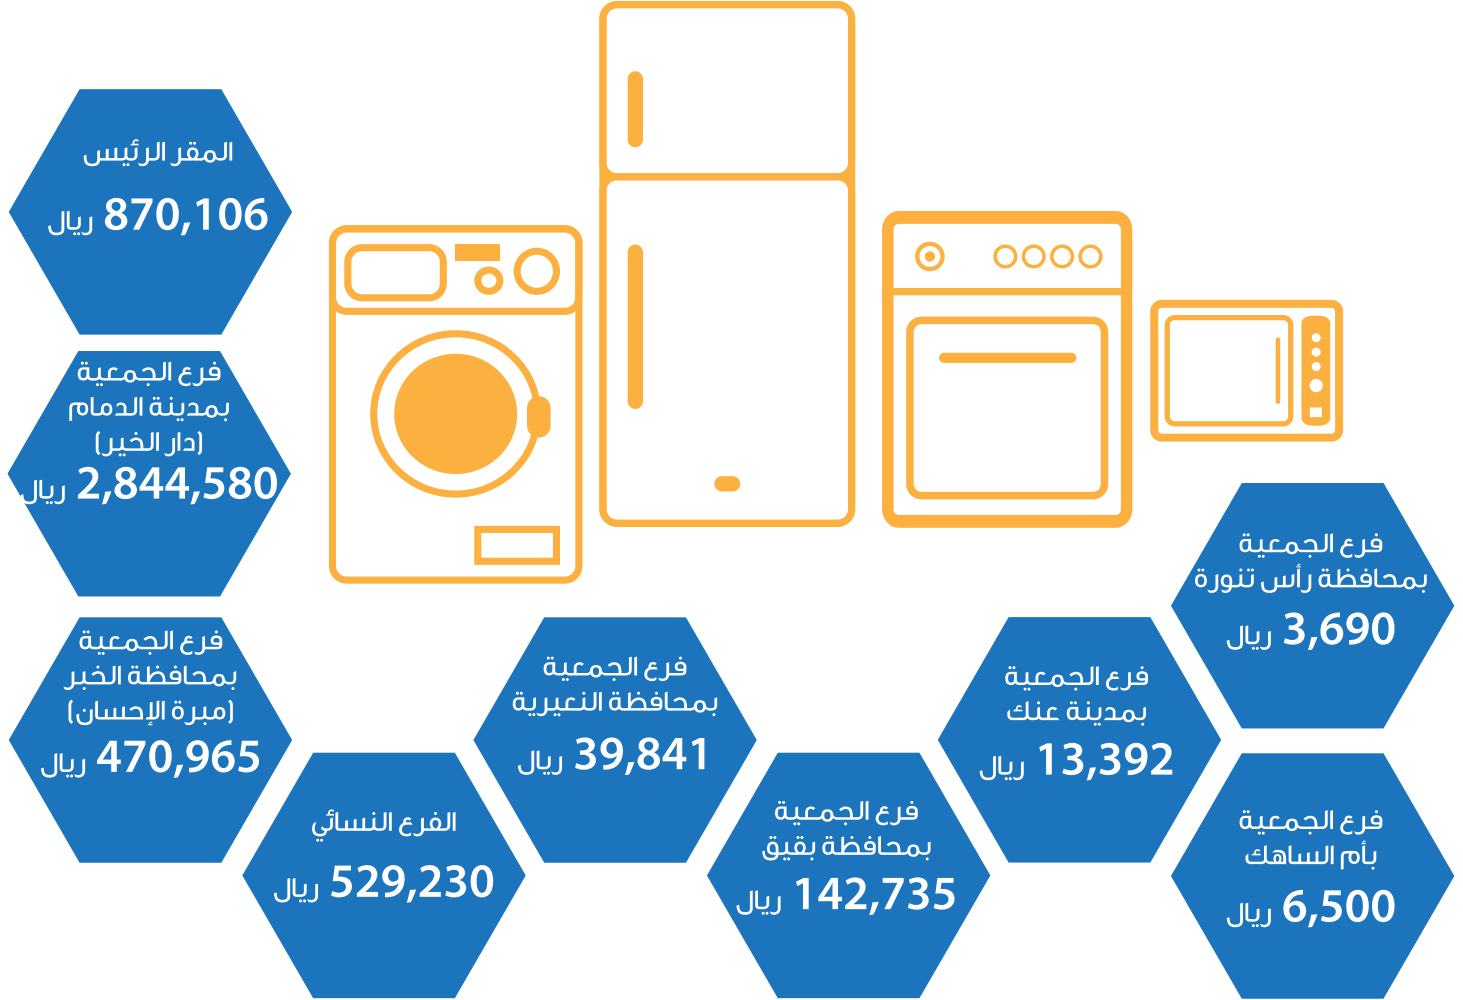 المقر الرئيس
870,106 ريال
فرع الجمعية
بمدينة الدمام
(دار الخير)
2,844,580 ريال
فرع الجمعية
بمحافظة الخبر
(مبرة الإحسان)
470,965 ريال
الفرع النسائي
529,230 ريال
فرع الجمعية
بمحافظة النعيرية
39,841 ريال
فرع الجمعية
بمحافظة بقيق
142,735 ريال
فرع الجمعية
بمدينة عنك
13,392 ريال
فرع الجمعية
بمحافظة رأس تنورة
3,690 ريال
فرع الجمعية
بأم الساهك
6,500 ريال